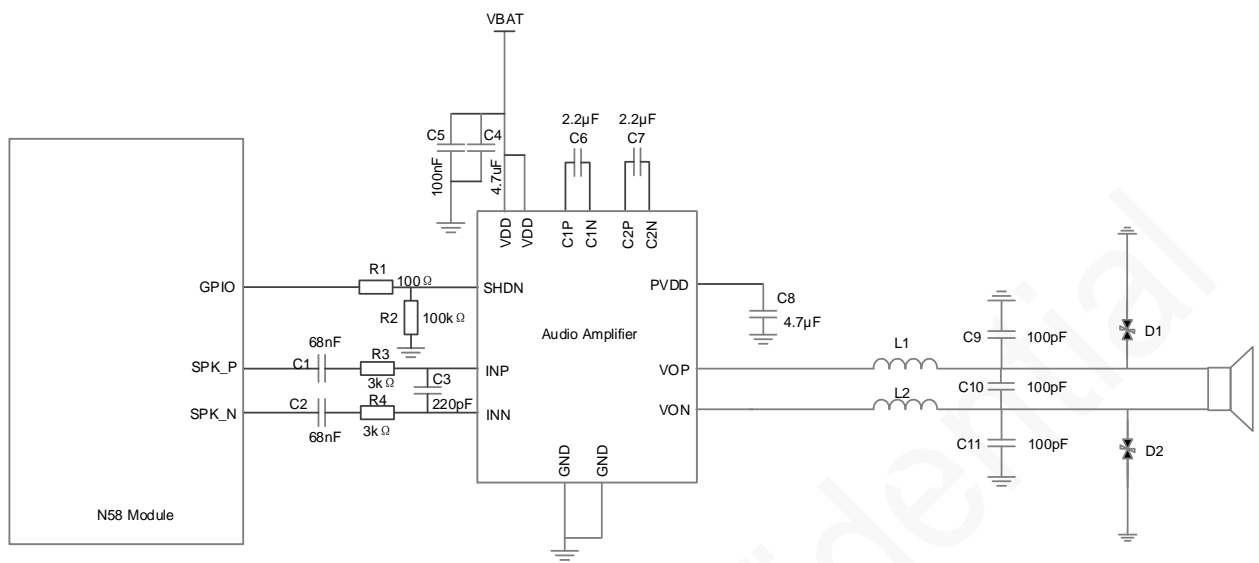 VBAT
C5
C4
100nF
4.7uF
2.2µF
C6
2.2µF
C7
VDD
VDD
C1P
C1N
C2P
C2N
GPIO
R1
100Ω
SHDN
R2
100kΩ
PVDD
C8
4.7µF
Audio Amplifier
SPK_P
68nF
C1
R3
3kΩ
INP
C3
220pF
SPK_N
C2
68nF
R4
3kΩ
INN
VOP
L1
VON
L2
C9
100pF
C10
100pF
C11
100pF
D1
D2
GND
GND
N58 Module
fidential